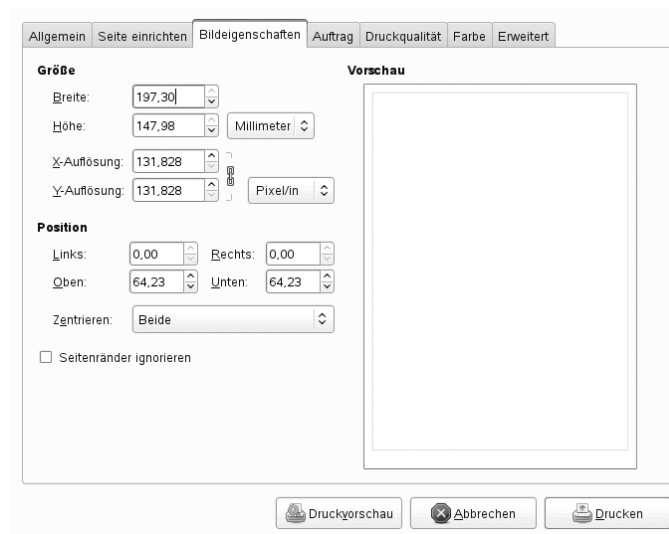 Allgemein Seite einrichten Bildeigenschaften Auftrag Druckqualität Farbe Erweitert
Größe
Breite: 197,30
Höhe: 147,98 Millimeter
X-Auflösung: 131,828
Y-Auflösung: 131,828 Pixel/in
Position
Links: 0,00 Rechts: 0,00
Oben: 64,23 Unten: 64,23
Zentrieren: Beide
Seitenränder ignorieren
Vorschau
Druckvorschau Abbrechen Drucken